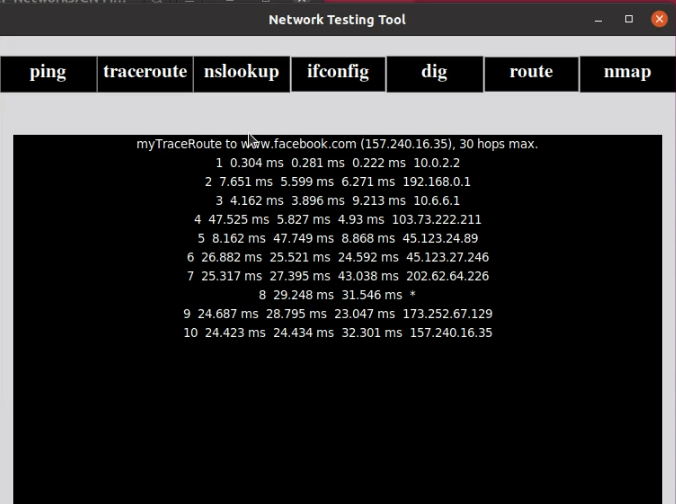 Network Testing Tool
ping traceroute nslookup ifconfig dig route nmap
myTraceRoute to www.facebook.com (157.240.16.35), 30 hops max.
1 0.304 ms 0.281 ms 0.222 ms 10.0.2.2
2 7.651 ms 5.599 ms 6.271 ms 192.168.0.1
3 4.162 ms 3.896 ms 9.213 ms 10.6.6.1
4 47.525 ms 5.827 ms 4.93 ms 103.73.222.211
5 8.162 ms 47.749 ms 8.868 ms 45.123.24.89
6 26.882 ms 25.521 ms 24.592 ms 45.123.27.246
7 25.317 ms 27.395 ms 43.038 ms 202.62.64.226
8 29.248 ms 31.546 ms *
9 24.687 ms 28.795 ms 23.047 ms 173.252.67.129
10 24.423 ms 24.434 ms 32.301 ms 157.240.16.35